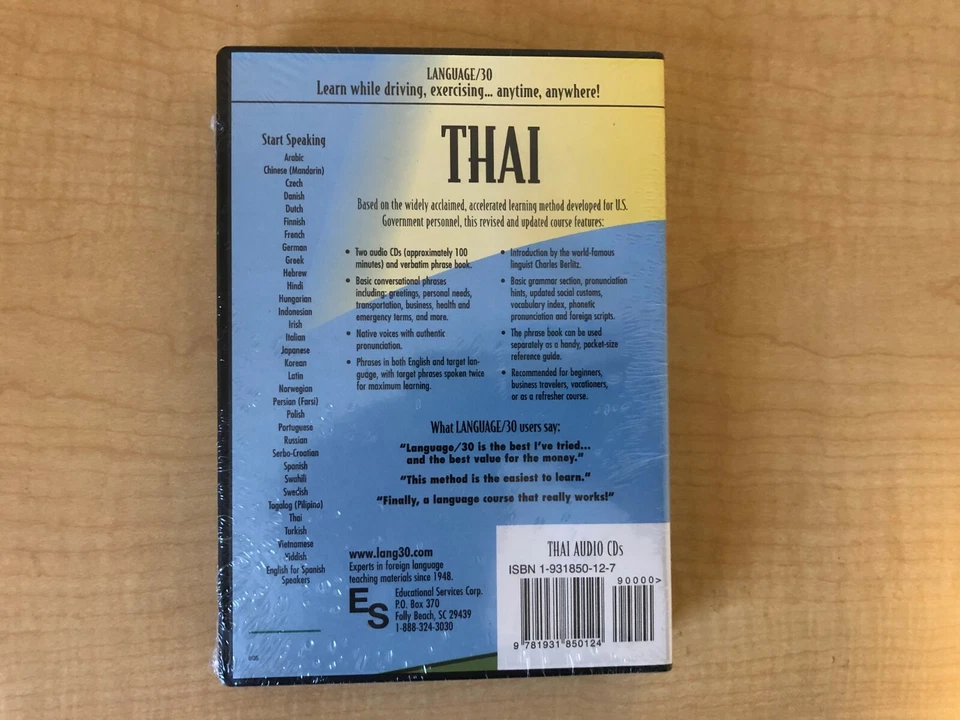 LANGUAGE/30
Learn while driving, exercising... anytime, anywhere!
THAI
Start Speaking
Arabic
Chinese (Mandarin)
Czech
Danish
Dutch
Finnish
French
German
Greek
Hebrew
Hindi
Hungarian
Indonesian
Irish
Italian
Japanese
Korean
Latin
Norwegian
Persian (Farsi)
Polish
Portuguese
Russian
Serbo-Croatian
Spanish
Swahili
Swedish
Tagalog (Pilipino)
Thai
Turkish
Vietnamese
Yiddish
English for Spanish
Speakers
Based on the widely acclaimed, accelerated learning method developed for U.S.
Government personnel, this revised and updated course features:
• Two audio CDs (approximately 100
minutes) and verbatim phrase book.
• Basic conversational phrases
including: greetings, personal needs,
transportation, business, health and
emergency terms, and more.
• Native voices with authentic
pronunciation.
• Phrases in both English and target lan-
guage, with target phrases spoken twice
for maximum learning.
• Introduction by the world-famous
linguist Charles Berlitz.
• Basic grammar section, pronunciation
hints, updated social customs,
vocabulary index, phonetic
pronunciation and foreign scripts.
• The phrase book can be used
separately as a handy, pocket-size
reference guide.
• Recommended for beginners,
business travelers, vacationers,
or as a refresher course.
What LANGUAGE/30 users say:
"Language/30 is the best I've tried...
and the best value for the money."
"This method is the easiest to learn."
"Finally, a language course that really works!"
www.lang30.com
Experts in foreign language
teaching materials since 1948.
ES
Educational Services Corp.
P.O. Box 370
Folly Beach, SC 29439
1-888-324-3030
THAI AUDIO CDs
ISBN 1-931850-12-7
90000>
9 781931 850124